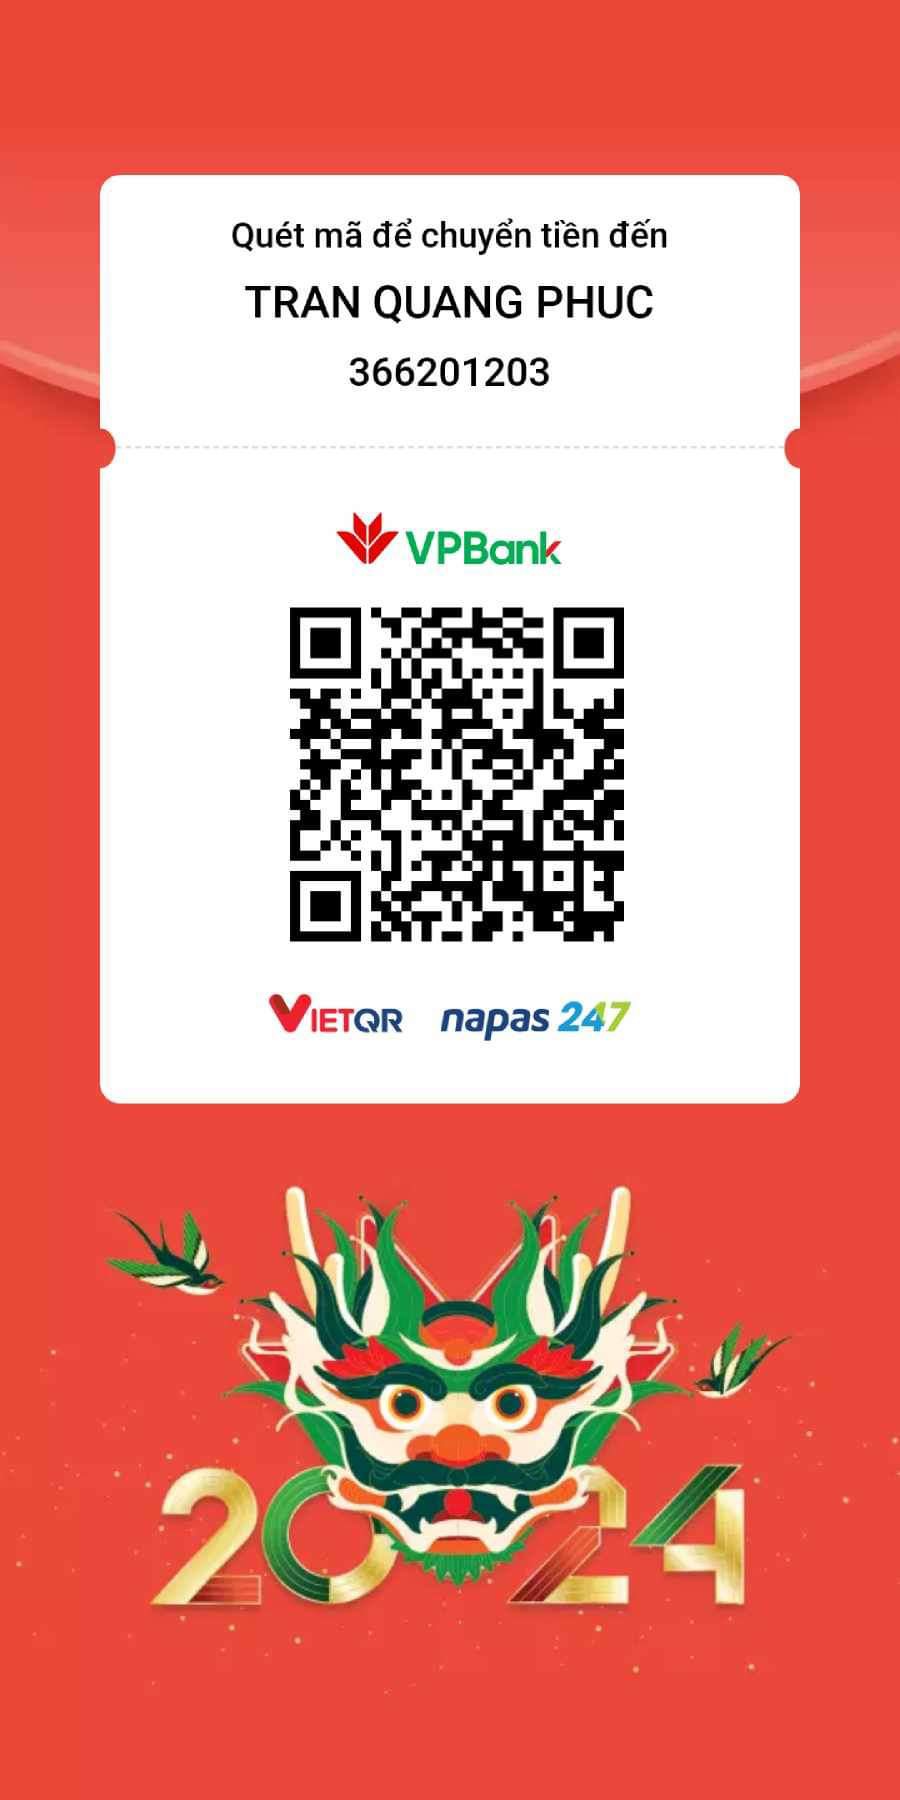 Quét mã để chuyển tiền đến
TRAN QUANG PHUC
366201203
VPBank
VIETQR napas 247
2024